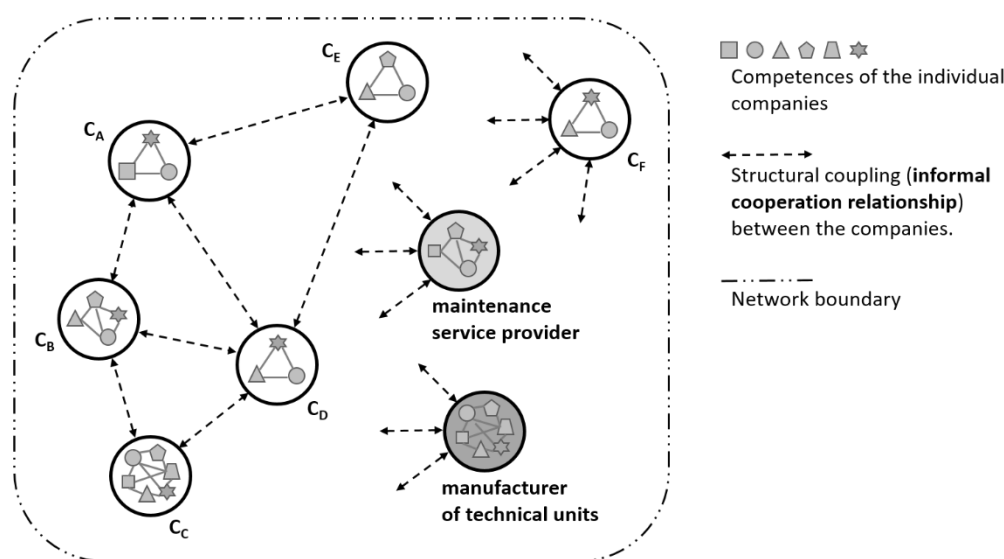 C_E
C_A
C_F
C_B
maintenance
service provider
C_D
manufacturer
of technical units
C_C
Competences of the individual
companies
Structural coupling (informal
cooperation relationship)
between the companies.
Network boundary